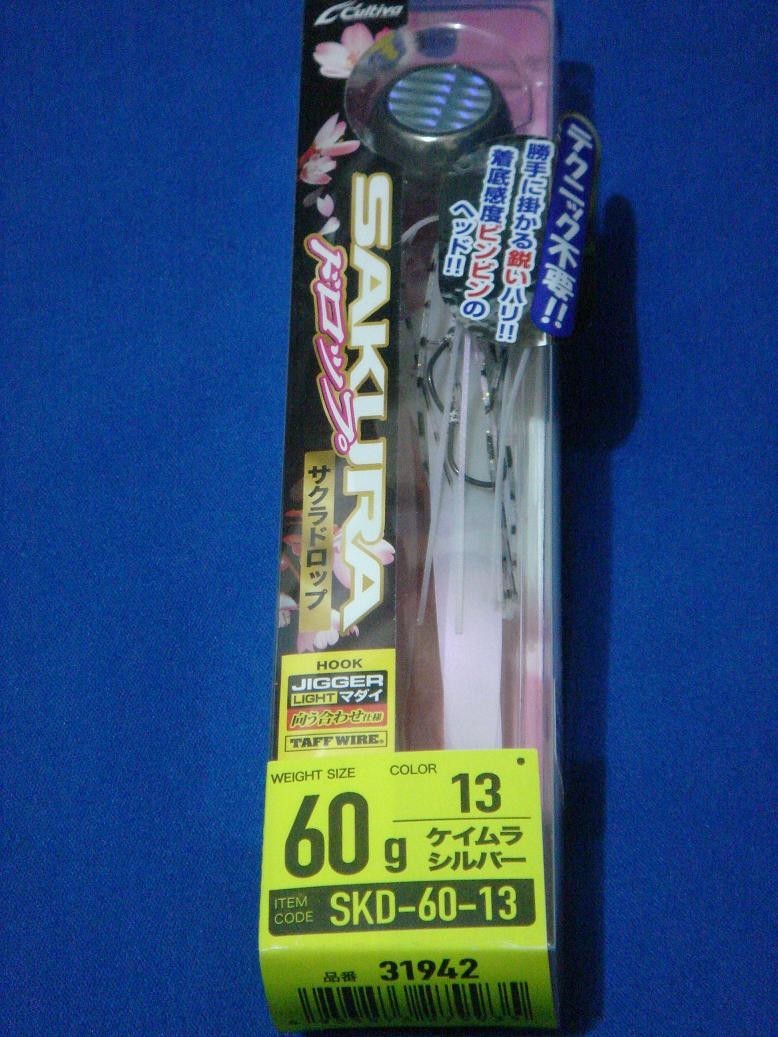 Cultiva
テクニック不要!!
勝手に掛かる鋭いハリ!!
着底感度ビンビンの
ヘッド!!
SAKURA
ドロップ。
サクラドロップ
HOOK
JIGGER
LIGHT マダイ
向う合わせ仕様
TAFF WIRE®
WEIGHT SIZE
60 g
COLOR
13
ケイムラ
シルバー
ITEM
CODE
SKD-60-13
品番 31942